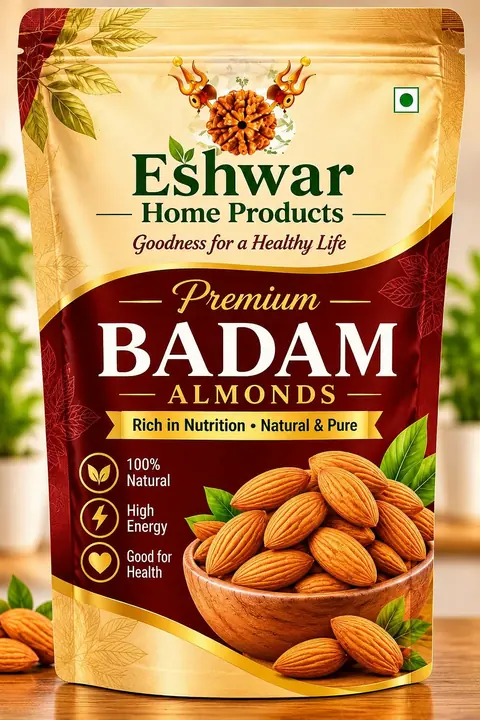 Eshwar
Home Products
Goodness for a Healthy Life
Premium
BADAM
ALMONDS
Rich in Nutrition • Natural & Pure
100%
Natural
High
Energy
Good for
Health